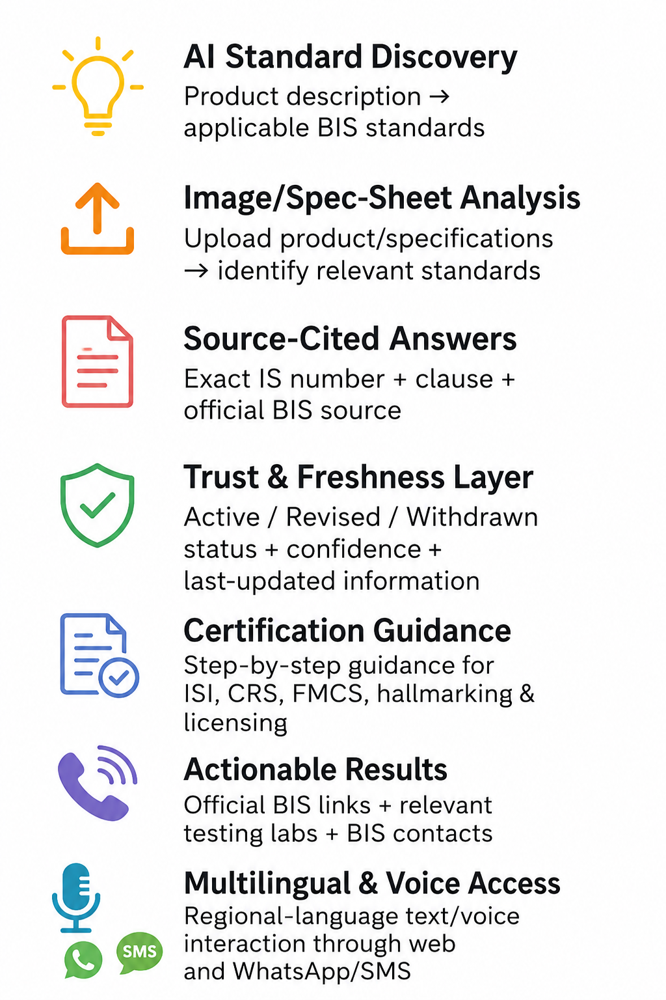 AI Standard Discovery
Product description →
applicable BIS standards
Image/Spec-Sheet Analysis
Upload product/specifications
→ identify relevant standards
Source-Cited Answers
Exact IS number + clause +
official BIS source
Trust & Freshness Layer
Active / Revised / Withdrawn
status + confidence +
last-updated information
Certification Guidance
Step-by-step guidance for
ISI, CRS, FMCS, hallmarking &
licensing
Actionable Results
Official BIS links + relevant
testing labs + BIS contacts
Multilingual & Voice Access
Regional-language text/voice
interaction through web
and WhatsApp/SMS
SMS